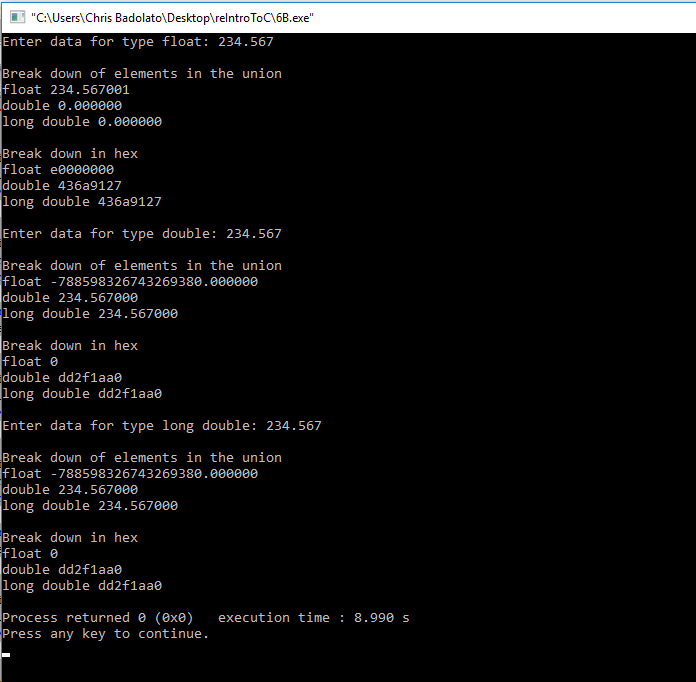 "C:\Users\Chris Badolato\Desktop\reIntroToC\6B.exe"
Enter data for type float: 234.567
Break down of elements in the union
float 234.567001
double 0.000000
long double 0.000000
Break down in hex
float e0000000
double 436a9127
long double 436a9127
Enter data for type double: 234.567
Break down of elements in the union
float -788598326743269380.000000
double 234.567000
long double 234.567000
Break down in hex
float 0
double dd2f1aa0
long double dd2f1aa0
Enter data for type long double: 234.567
Break down of elements in the union
float -788598326743269380.000000
double 234.567000
long double 234.567000
Break down in hex
float 0
double dd2f1aa0
long double dd2f1aa0
Process returned 0 (0x0)   execution time : 8.990 s
Press any key to continue.